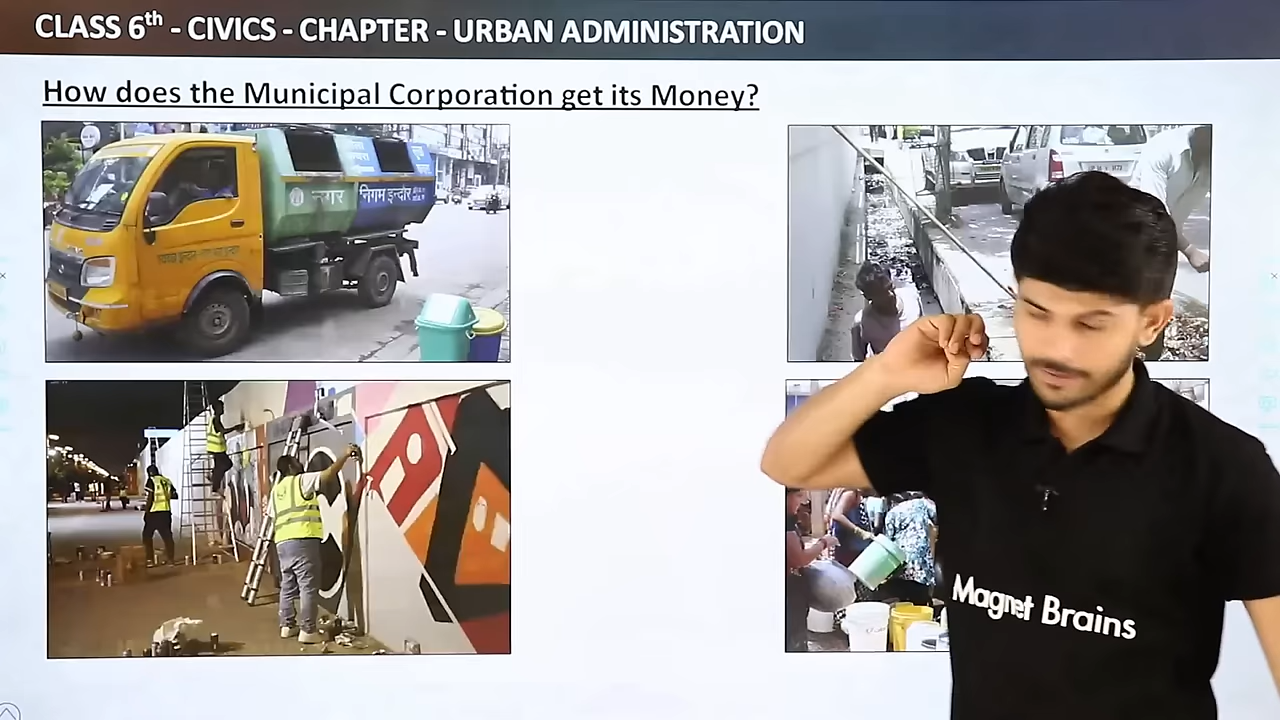 CLASS 6th - CIVICS - CHAPTER - URBAN ADMINISTRATION
How does the Municipal Corporation get its Money?
नगर
निगम इन्दौर
Magnet Brains